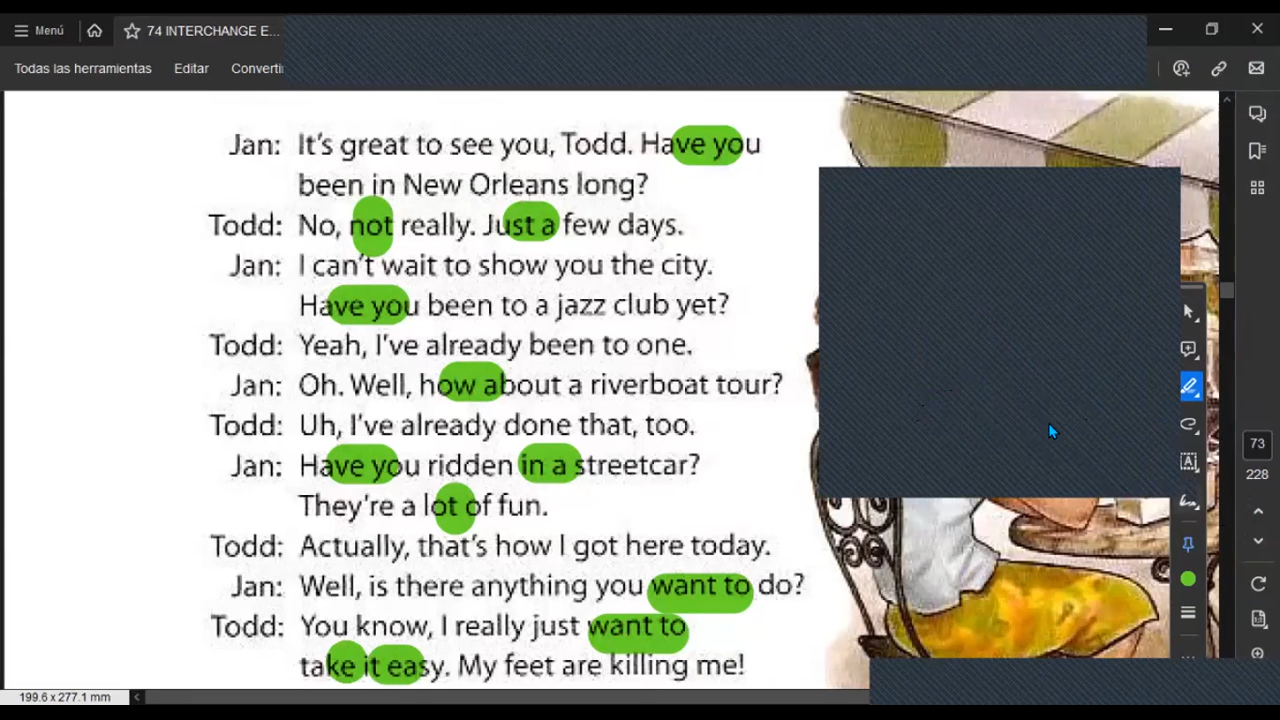 Menú
74 INTERCHANGE E...
Todas las herramientas Editar Converti
Jan: It's great to see you, Todd. Have you
been in New Orleans long?
Todd: No, not really. Just a few days.
Jan: I can't wait to show you the city.
Have you been to a jazz club yet?
Todd: Yeah, I've already been to one.
Jan: Oh. Well, how about a riverboat tour?
Todd: Uh, I've already done that, too.
Jan: Have you ridden in a streetcar?
They're a lot of fun.
Todd: Actually, that's how I got here today.
Jan: Well, is there anything you want to do?
Todd: You know, I really just want to
take it easy. My feet are killing me!
73
228
199.6 x 277.1 mm